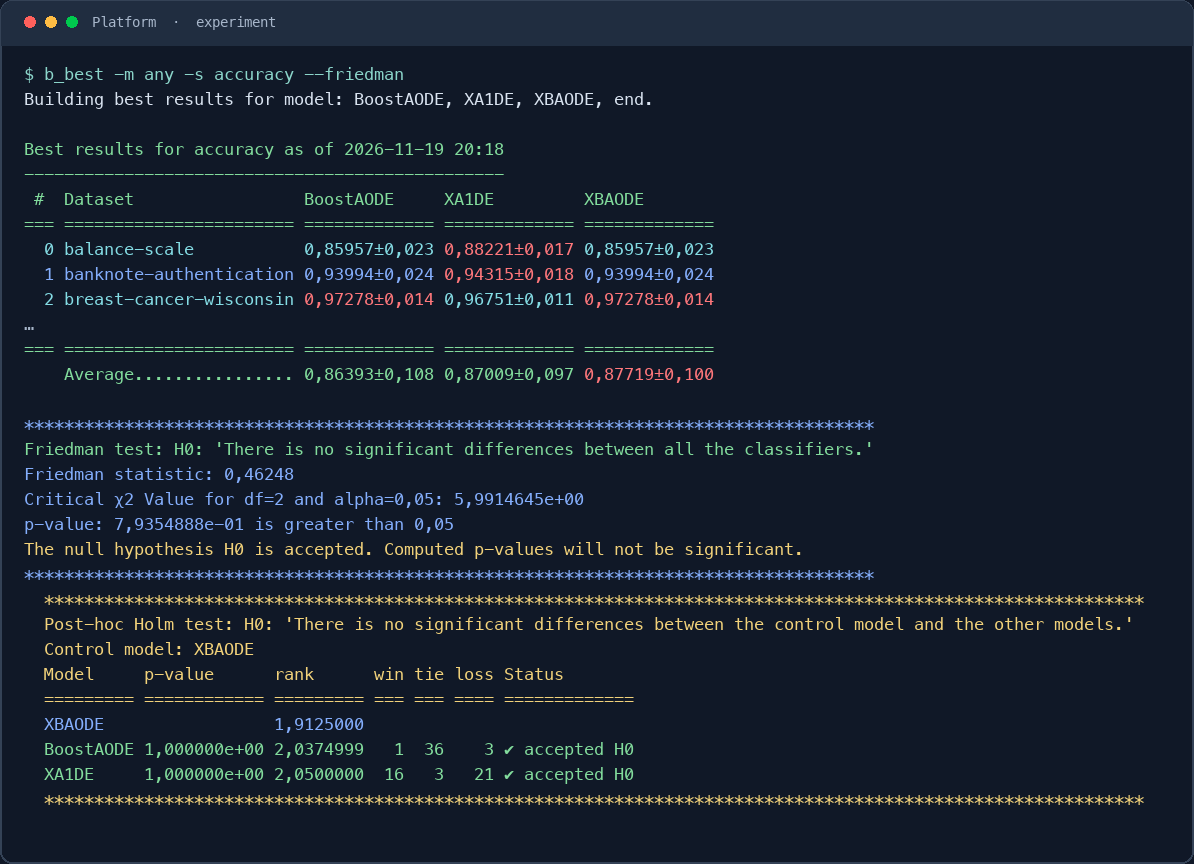 Platform · experiment
$ b_best -m any -s accuracy --friedman
Building best results for model: BoostAODE, XA1DE, XBAODE, end.
Best results for accuracy as of 2026-11-19 20:18
------------------------------------------------
 #  Dataset                 BoostAODE     XA1DE         XBAODE
=== ======================= ============= ============= =============
  0 balance-scale           0,85957±0,023 0,88221±0,017 0,85957±0,023
  1 banknote-authentication 0,93994±0,024 0,94315±0,018 0,93994±0,024
  2 breast-cancer-wisconsin 0,97278±0,014 0,96751±0,011 0,97278±0,014
…
=== ======================= ============= ============= =============
    Average................ 0,86393±0,108 0,87009±0,097 0,87719±0,100
*************************************************************************************
Friedman test: H0: 'There is no significant differences between all the classifiers.'
Friedman statistic: 0,46248
Critical χ2 Value for df=2 and alpha=0,05: 5,9914645e+00
p-value: 7,9354888e-01 is greater than 0,05
The null hypothesis H0 is accepted. Computed p-values will not be significant.
*************************************************************************************
  **************************************************************************************************************
  Post-hoc Holm test: H0: 'There is no significant differences between the control model and the other models.'
  Control model: XBAODE
  Model     p-value      rank      win tie loss Status
  ========= ============ ========= === === ==== =============
  XBAODE                 1,9125000
  BoostAODE 1,000000e+00 2,0374999   1  36    3 ✔ accepted H0
  XA1DE     1,000000e+00 2,0500000  16   3   21 ✔ accepted H0
  **************************************************************************************************************